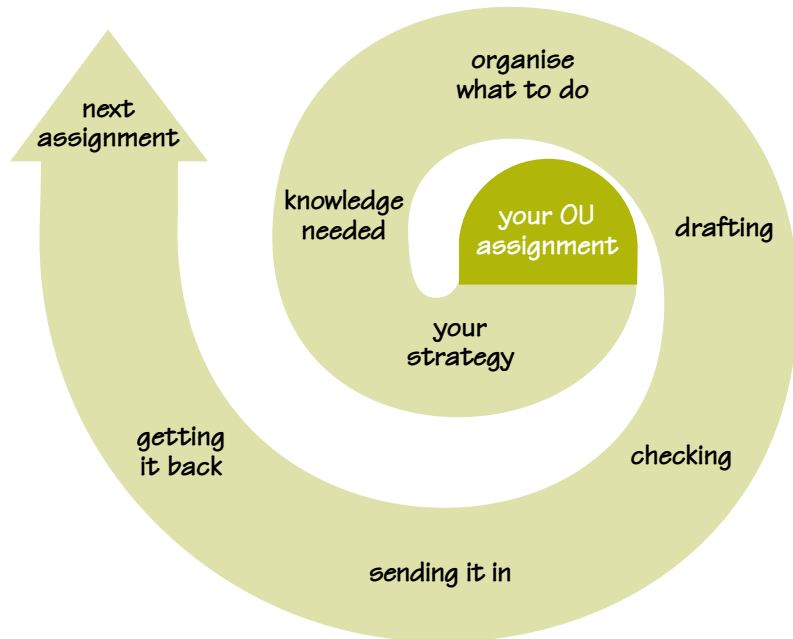 your OU
assignment
your
strategy
knowledge
needed
organise
what to do
drafting
checking
sending it in
getting
it back
next
assignment